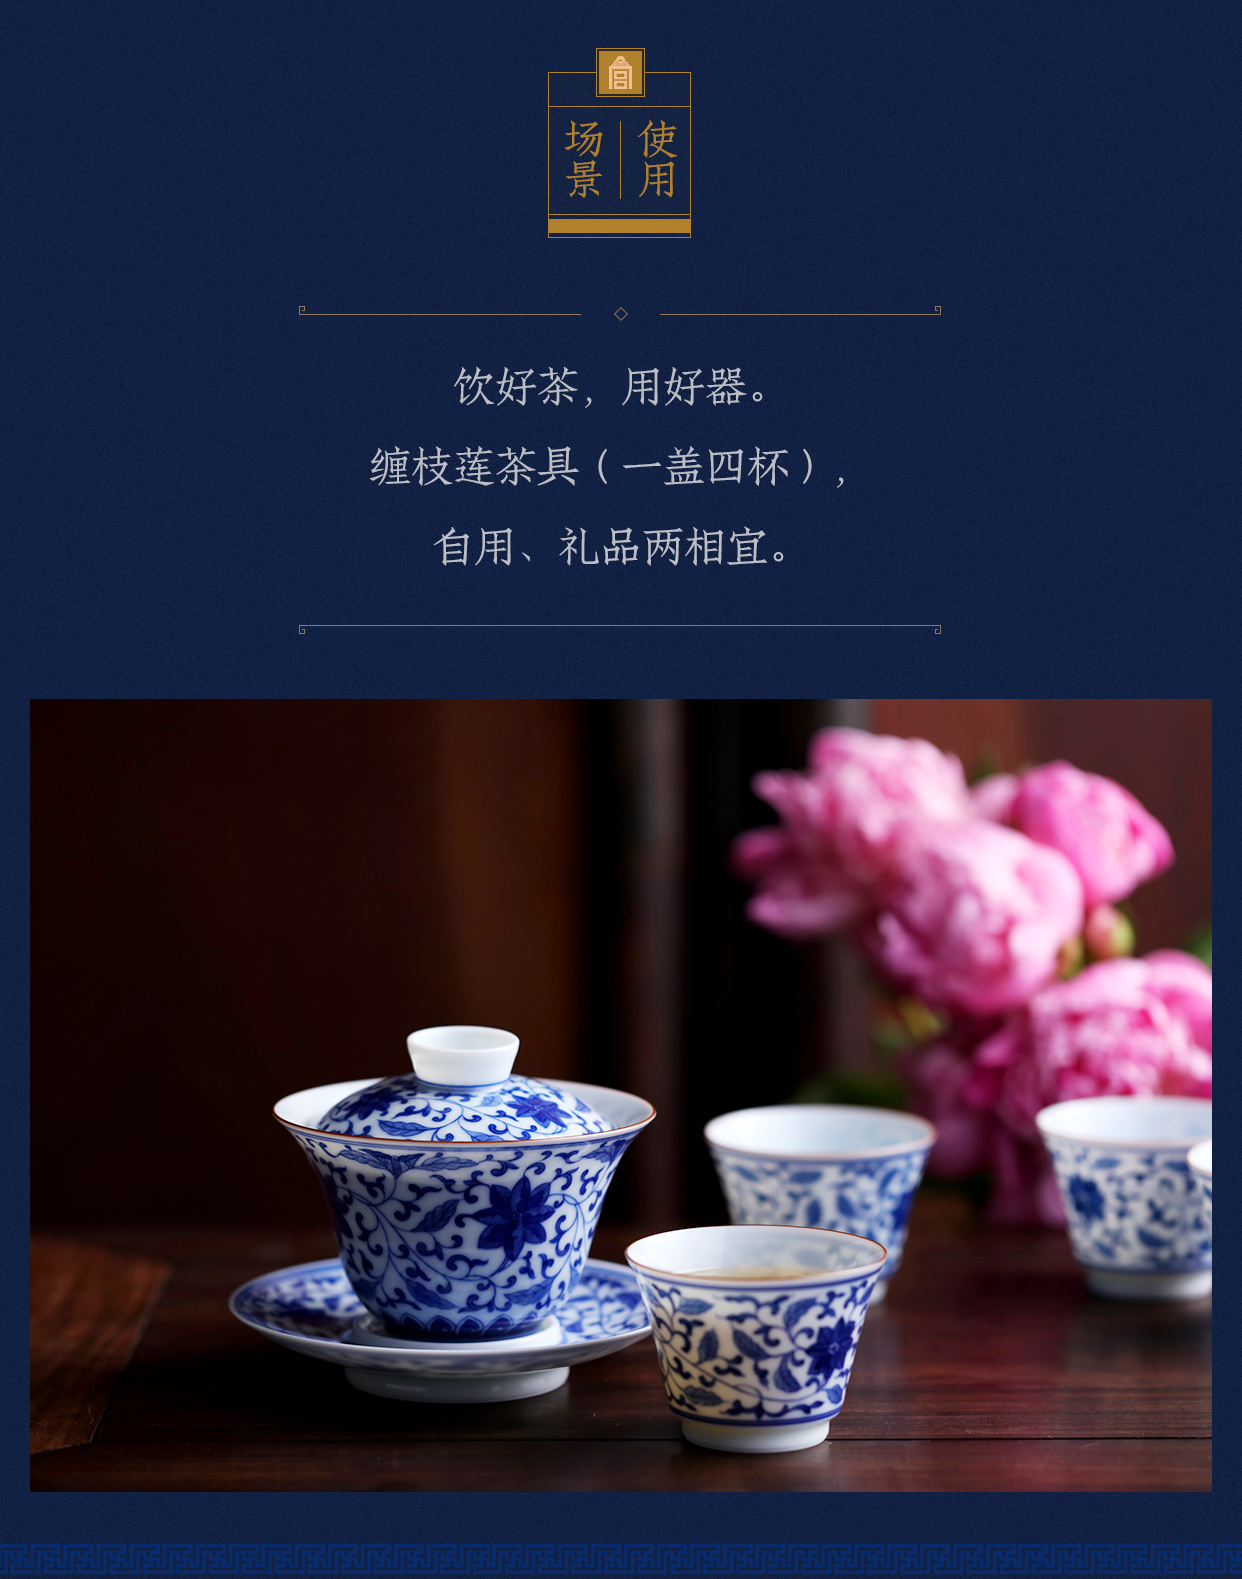 使用
场景
饮好茶，用好器。
缠枝莲茶具（一盖四杯），
自用、礼品两相宜。